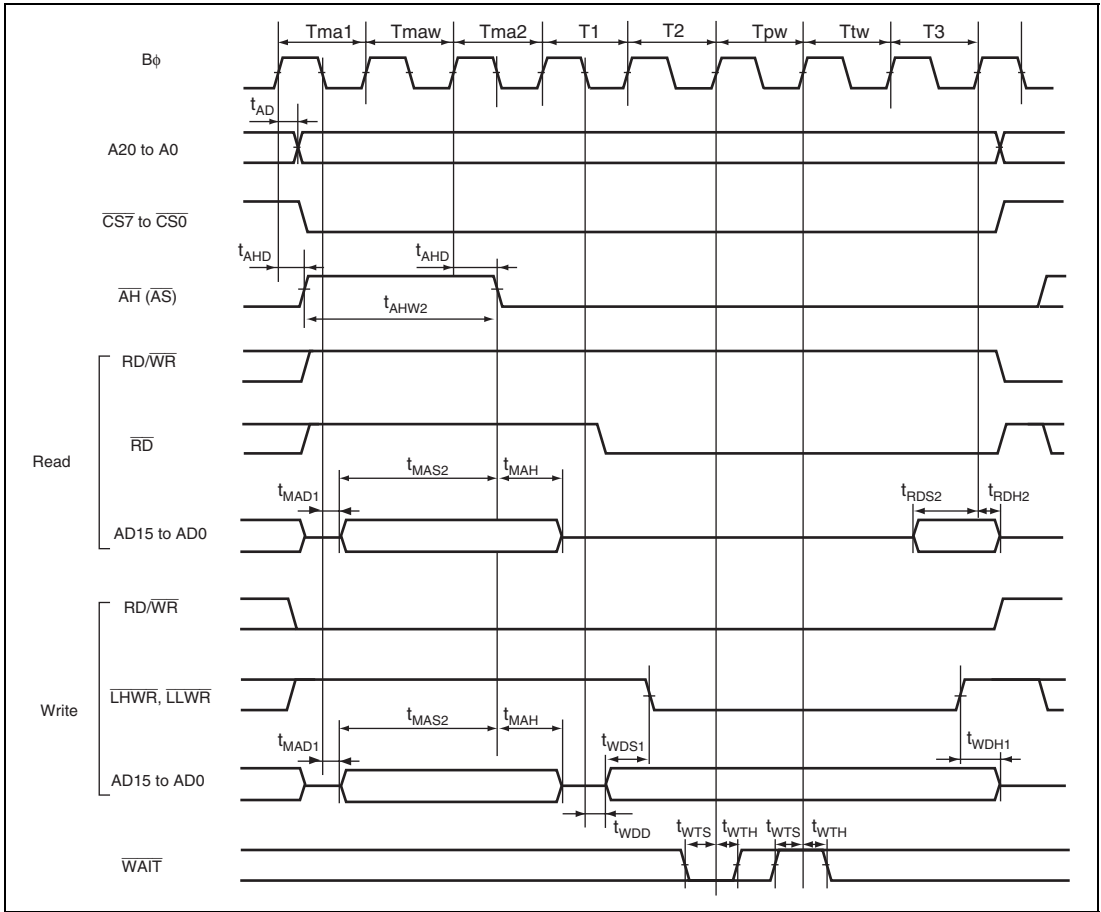 Tma1 Tmaw Tma2 T1 T2 Tpw Ttw T3
Bφ
tAD
A20 to A0
CS7 to CS0
tAHD tAHD
AH (AS)
tAHW2
RD/WR
Read
RD
tMAS2 tMAH
tMAD1 tRDS2 tRDH2
AD15 to AD0
RD/WR
Write
LHWR, LLWR
tMAS2 tMAH
tMAD1 tWDS1 tWDH1
AD15 to AD0
tWDD tWTS tWTH tWTS tWTH
WAIT